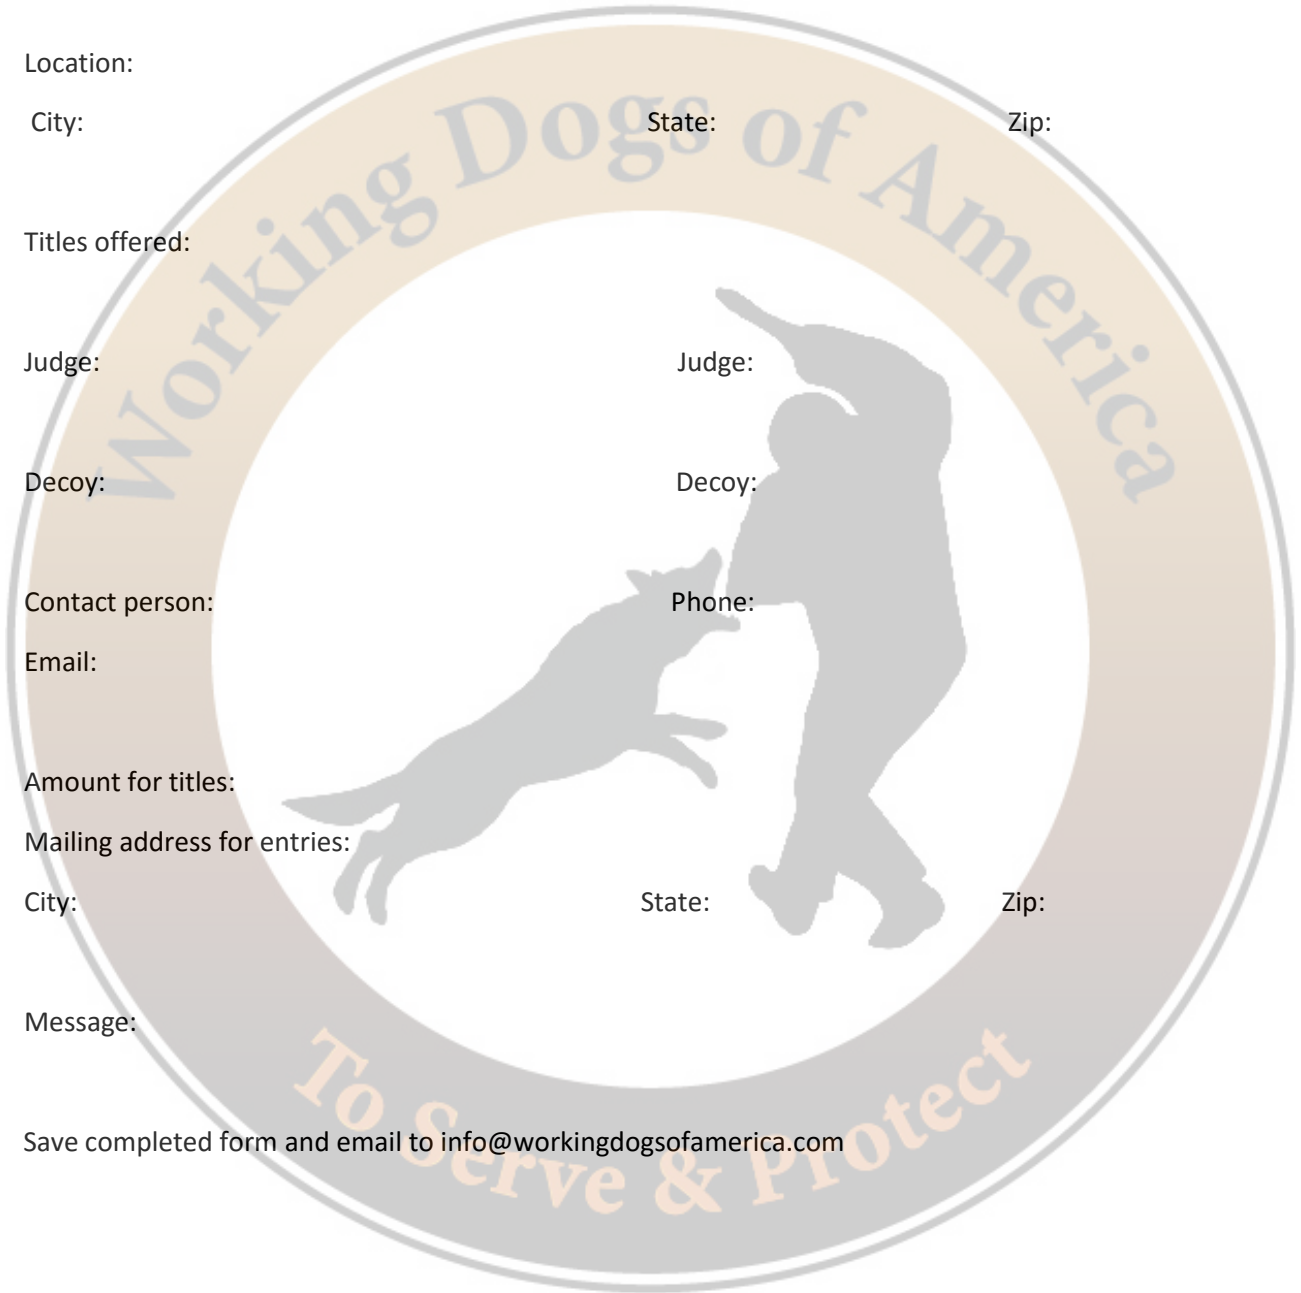 Location:
City: State: Zip:
Titles offered:
Judge: Judge:
Decoy: Decoy:
Contact person: Phone:
Email:
Amount for titles:
Mailing address for entries:
City: State: Zip:
Message:
Save completed form and email to info@workingdogsofamerica.com
Working Dogs of America
To Serve & Protect